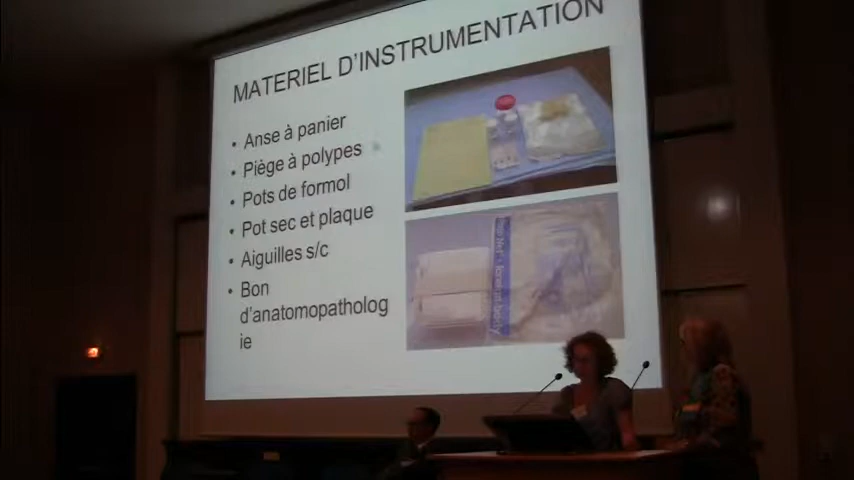 MATERIEL D'INSTRUMENTATION
• Anse à panier
• Piège à polypes
• Pots de formol
• Pot sec et plaque
• Aiguilles s/c
• Bon
d'anatomopatholog
ie